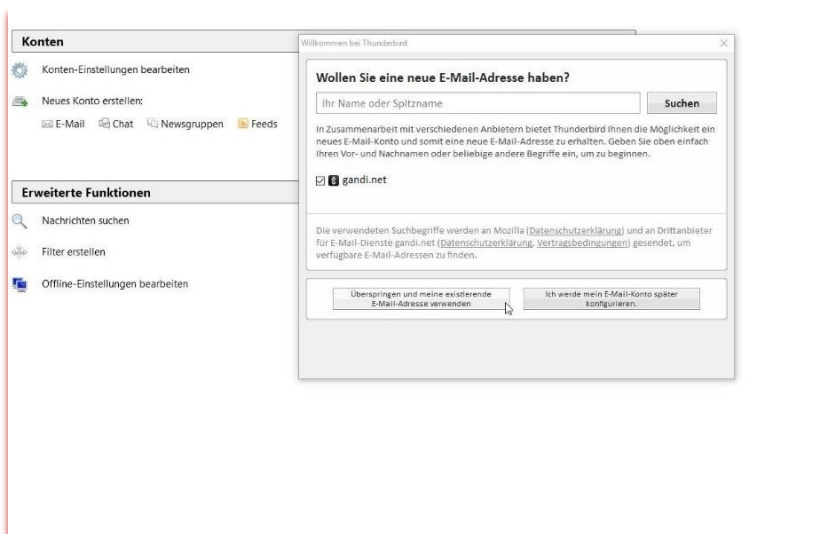 Konten
Konten-Einstellungen bearbeiten
Neues Konto erstellen:
E-Mail Chat Newsgruppen Feeds
Erweiterte Funktionen
Nachrichten suchen
Filter erstellen
Offline-Einstellungen bearbeiten
Willkommen bei Thunderbird
Wollen Sie eine neue E-Mail-Adresse haben?
Ihr Name oder Spitzname Suchen
In Zusammenarbeit mit verschiedenen Anbietern bietet Thunderbird Ihnen die Möglichkeit ein
neues E-Mail-Konto und somit eine neue E-Mail-Adresse zu erhalten. Geben Sie oben einfach
Ihren Vor- und Nachnamen oder beliebige andere Begriffe ein, um zu beginnen.
gandi.net
Die verwendeten Suchbegriffe werden an Mozilla (Datenschutzerklärung) und an Drittanbieter
für E-Mail-Dienste gandi.net (Datenschutzerklärung, Vertragsbedingungen) gesendet, um
verfügbare E-Mail-Adressen zu finden.
Überspringen und meine existierende
E-Mail-Adresse verwenden
Ich werde mein E-Mail-Konto später
konfigurieren.